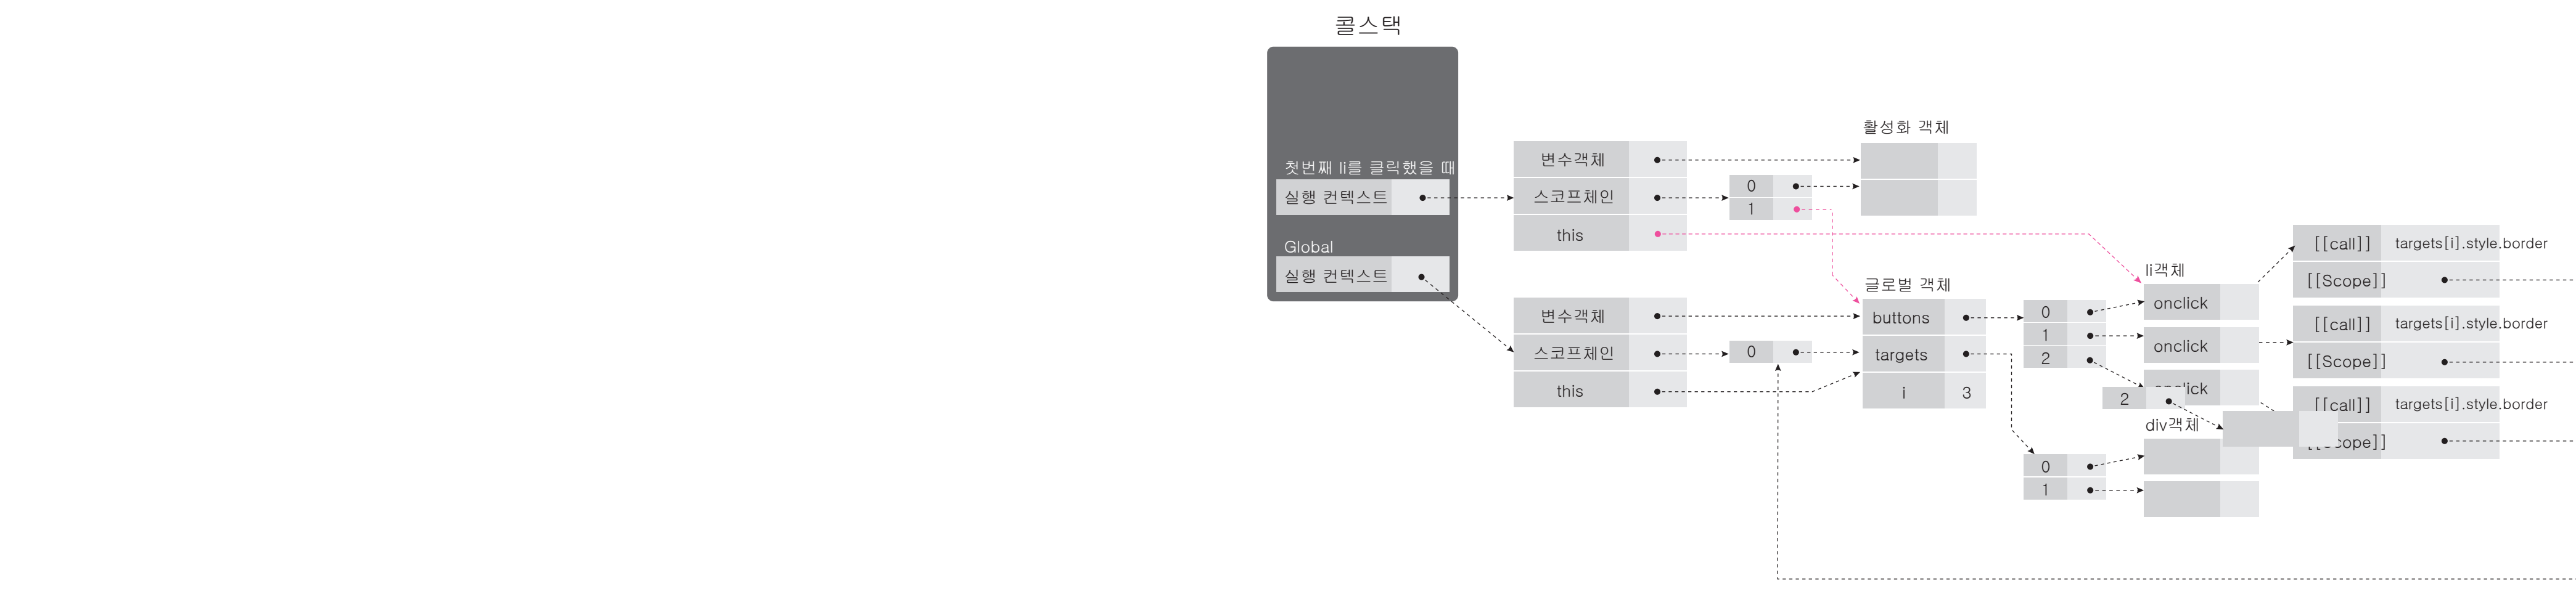 콜스택
첫번째 li를 클릭했을 때
실행 컨텍스트
Global
실행 컨텍스트
변수객체
스코프체인
this
0
1
활성화 객체
변수객체
스코프체인
this
0
글로벌 객체
buttons
targets
i 3
0
1
2
li객체
onclick
onclick
2
div객체
0
1
[[call]] targets[i].style.border
[[Scope]]
[[call]] targets[i].style.border
[[Scope]]
[[call]] targets[i].style.border